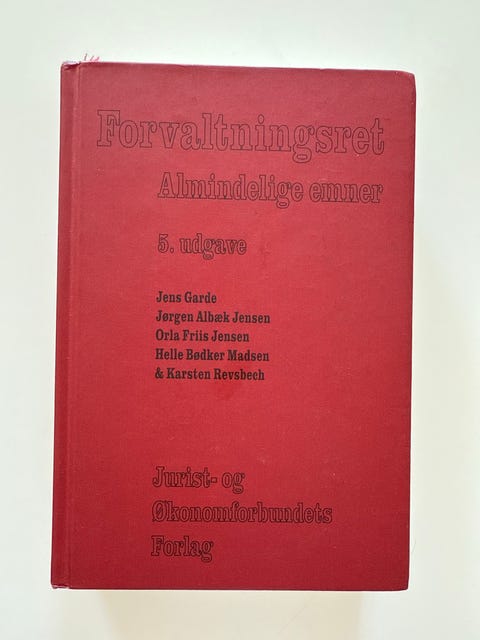 Forvaltningsret
Almindelige emner
5. udgave
Jens Garde
Jørgen Albæk Jensen
Orla Friis Jensen
Helle Bødker Madsen
& Karsten Revsbech
Jurist- og
Økonomforbundets
Forlag